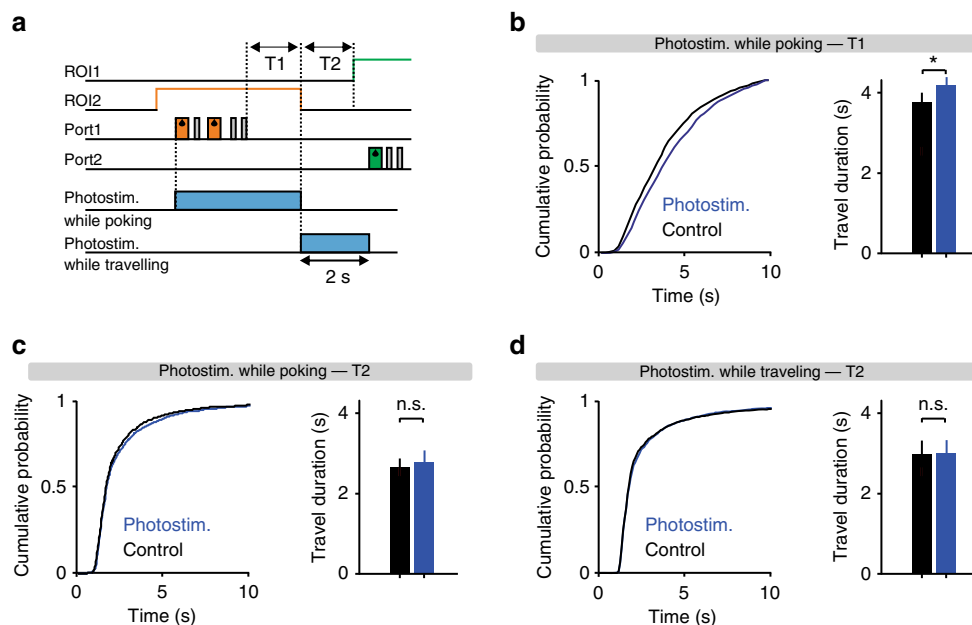 a
T1 T2
ROI1
ROI2
Port1
Port2
Photostim.
while poking
Photostim.
while travelling
2 s
b
Photostim. while poking — T1
Cumulative probability
1
0.5
0
0 5 10
Time (s)
Photostim.
Control
Travel duration (s)
4
2
0
*
c
Photostim. while poking — T2
Cumulative probability
1
0.5
0
0 5 10
Time (s)
Photostim.
Control
Travel duration (s)
4
2
0
n.s.
d
Photostim. while traveling — T2
Cumulative probability
1
0.5
0
0 5 10
Time (s)
Photostim.
Control
Travel duration (s)
4
2
0
n.s.